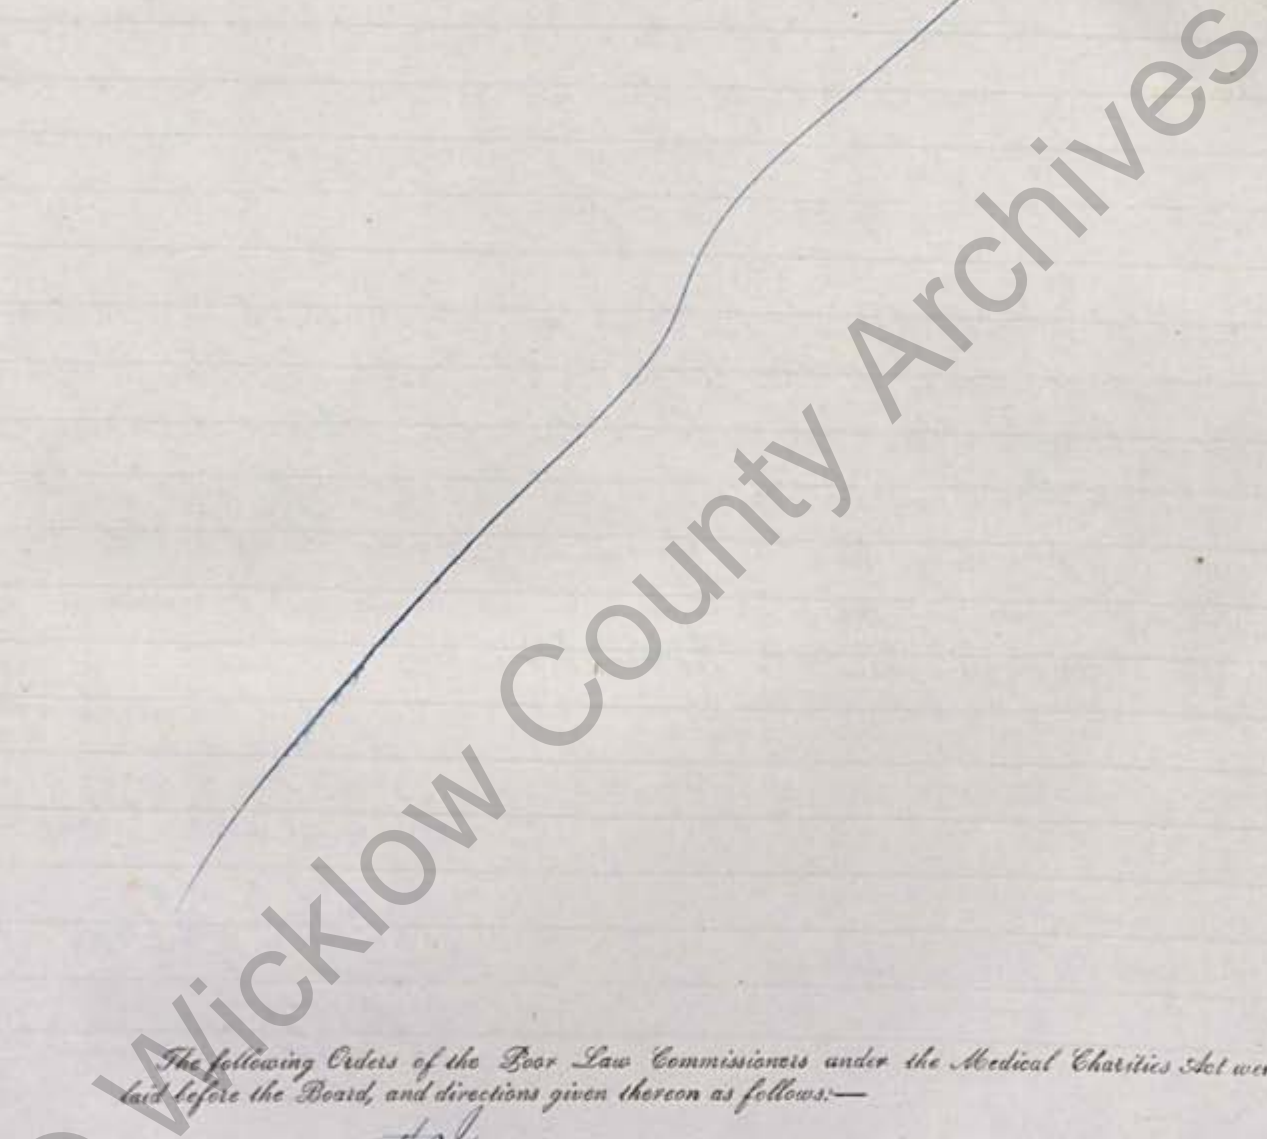 The following Orders of the Poor Law Commissioners under the Medical Charities Act
laid before the Board, and directions given thereon as follows:—
Wicklow County Archives